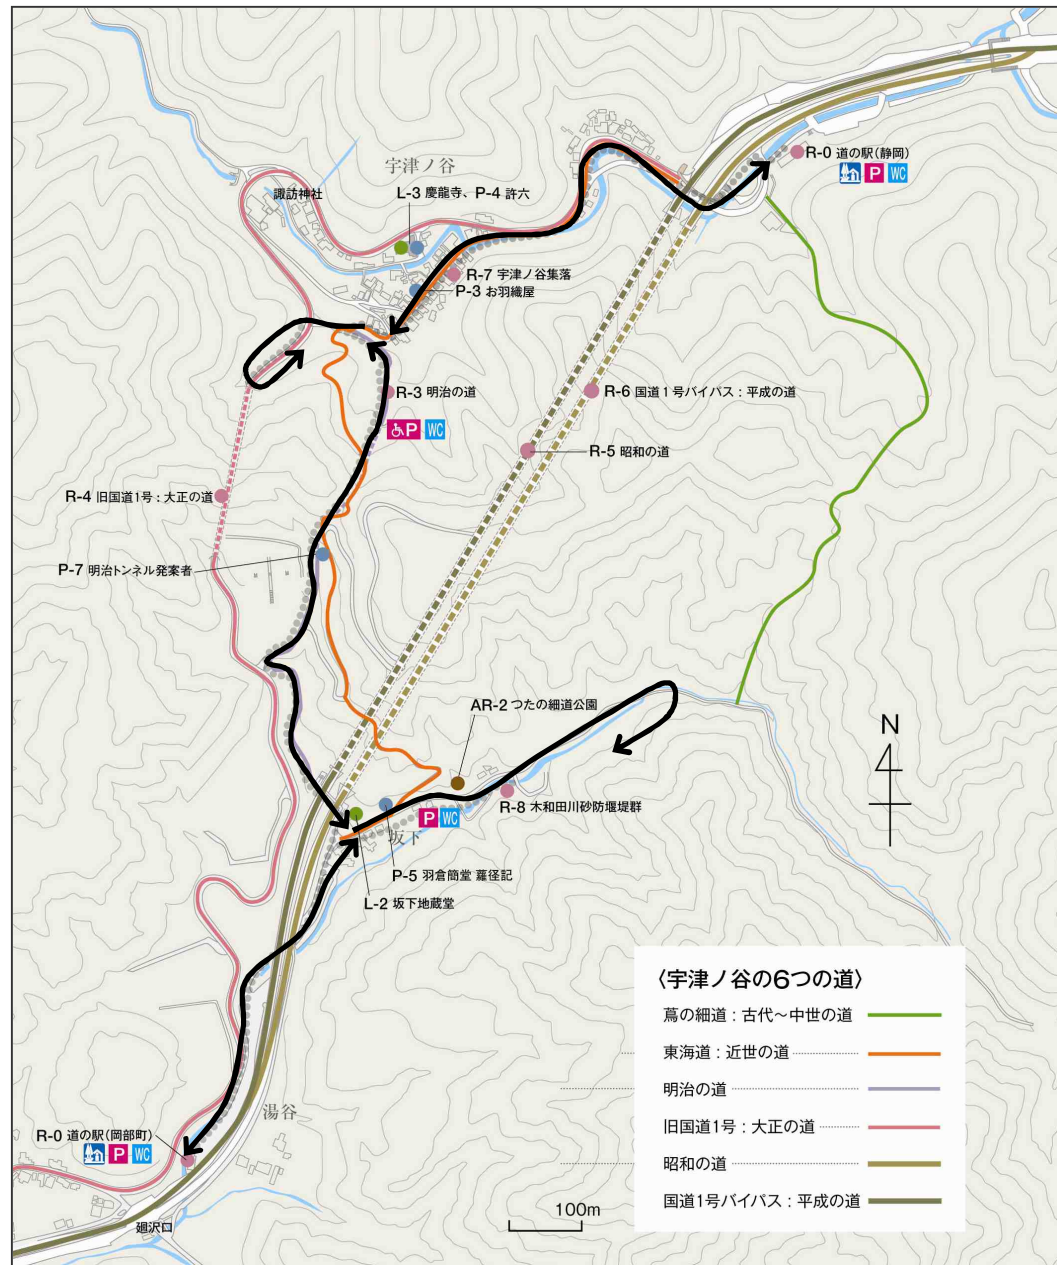 R-0 道の駅(静岡)
P WC
宇津ノ谷
諏訪神社
L-3 慶龍寺、P-4 許六
R-7 宇津ノ谷集落
P-3 お羽織屋
R-3 明治の道
P WC
R-6 国道1号バイパス:平成の道
R-5 昭和の道
R-4 旧国道1号:大正の道
P-7 明治トンネル発案者
AR-2 つたの細道公園
N
R-8 木和田川砂防堰堤群
P WC
坂下
P-5 羽倉簡堂 蘿径記
L-2 坂下地蔵堂
〈宇津ノ谷の6つの道〉
蔦の細道:古代〜中世の道
東海道:近世の道
明治の道
旧国道1号:大正の道
昭和の道
国道1号バイパス:平成の道
湯谷
R-0 道の駅(岡部町)
P WC
廻沢口
100m